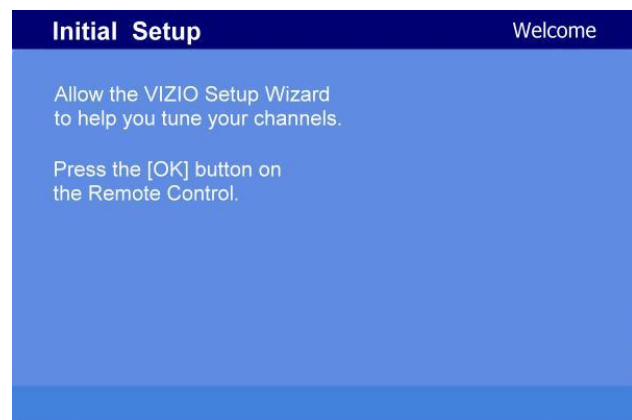 Initial Setup
Welcome
Allow the VIZIO Setup Wizard
to help you tune your channels.
Press the [OK] button on
the Remote Control.